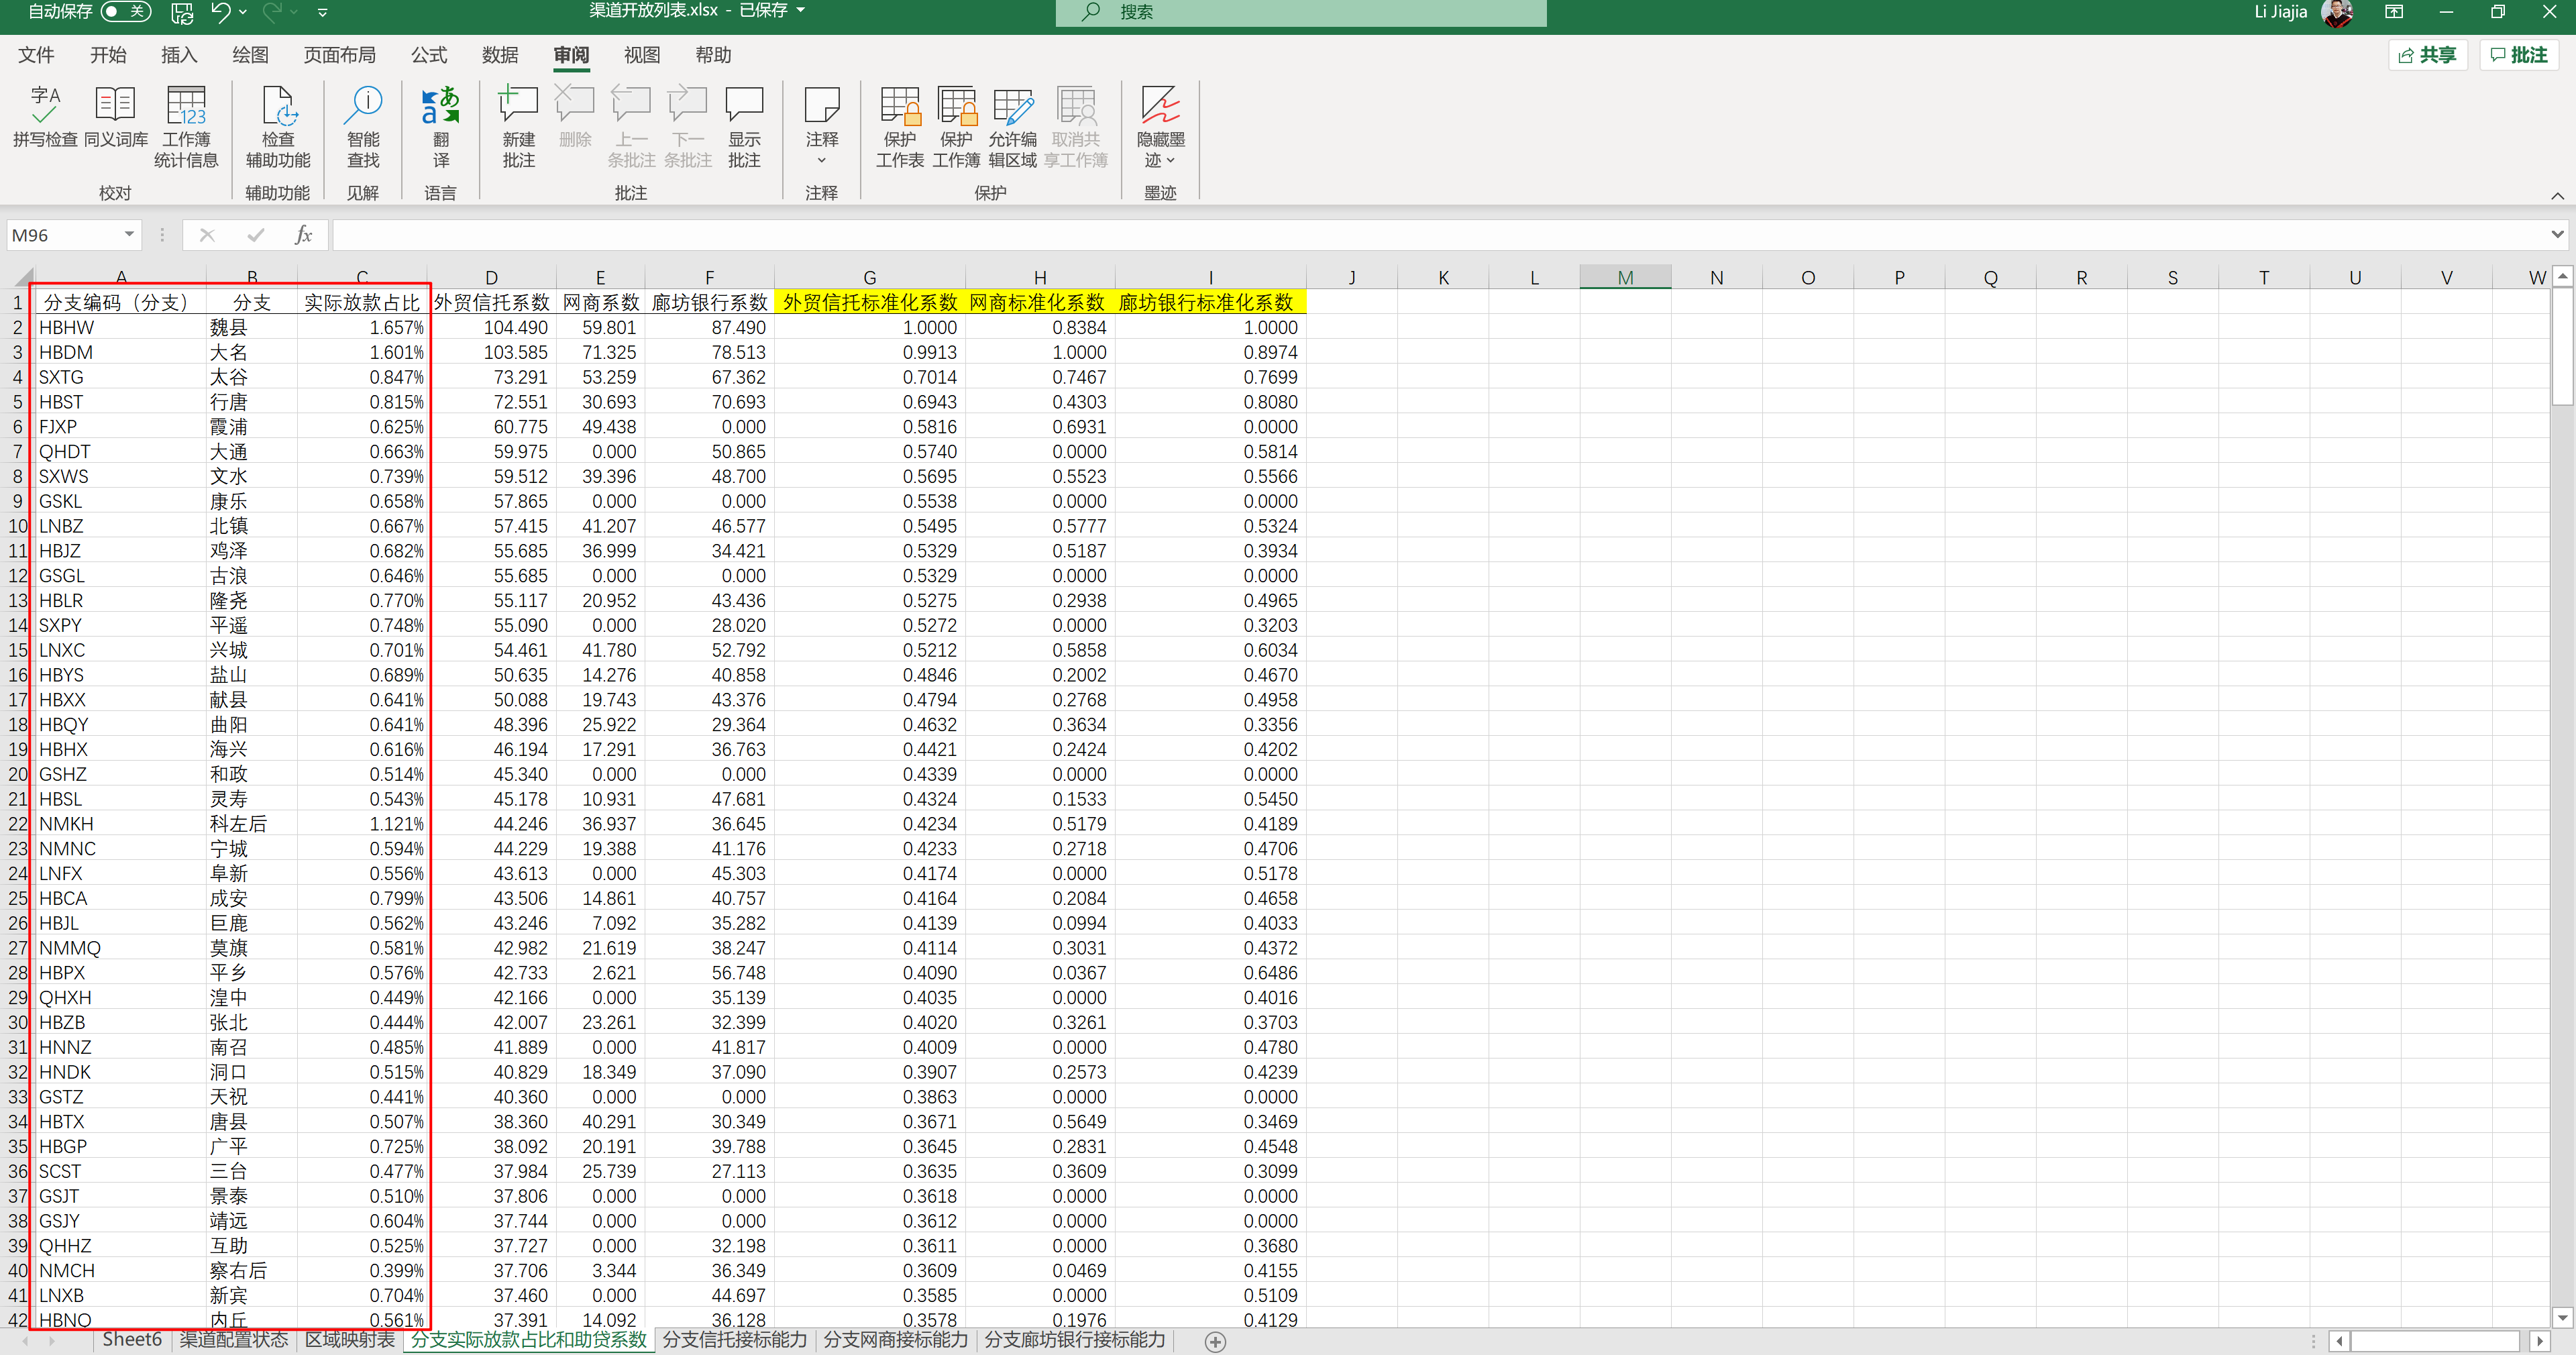 自动保存 关 渠道开放列表.xlsx - 已保存 搜索 Li Jiajia
文件 开始 插入 绘图 页面布局 公式 数据 审阅 视图 帮助 共享 批注
拼写检查 同义词库 工作簿统计信息 检查辅助功能 智能查找 翻译 新建批注 删除 上一条批注 下一条批注 显示批注 注释 保护工作表 保护工作簿 允许编辑区域 取消共享工作簿 隐藏墨迹
校对 辅助功能 见解 语言 批注 注释 保护 墨迹
M96 fx
A B C D E F G H I J K L M N O P Q R S T U V W
1 分支编码（分支） 分支 实际放款占比 外贸信托系数 网商系数 廊坊银行系数 外贸信托标准化系数 网商标准化系数 廊坊银行标准化系数
2 HBHW 魏县 1.657% 104.490 59.801 87.490 1.0000 0.8384 1.0000
3 HBDM 大名 1.601% 103.585 71.325 78.513 0.9913 1.0000 0.8974
4 SXTG 太谷 0.847% 73.291 53.259 67.362 0.7014 0.7467 0.7699
5 HBST 行唐 0.815% 72.551 30.693 70.693 0.6943 0.4303 0.8080
6 FJXP 霞浦 0.625% 60.775 49.438 0.000 0.5816 0.6931 0.0000
7 QHDT 大通 0.663% 59.975 0.000 50.865 0.5740 0.0000 0.5814
8 SXWS 文水 0.739% 59.512 39.396 48.700 0.5695 0.5523 0.5566
9 GSKL 康乐 0.658% 57.865 0.000 0.000 0.5538 0.0000 0.0000
10 LNBZ 北镇 0.667% 57.415 41.207 46.577 0.5495 0.5777 0.5324
11 HBJZ 鸡泽 0.682% 55.685 36.999 34.421 0.5329 0.5187 0.3934
12 GSGL 古浪 0.646% 55.685 0.000 0.000 0.5329 0.0000 0.0000
13 HBLR 隆尧 0.770% 55.117 20.952 43.436 0.5275 0.2938 0.4965
14 SXPY 平遥 0.748% 55.090 0.000 28.020 0.5272 0.0000 0.3203
15 LNXC 兴城 0.701% 54.461 41.780 52.792 0.5212 0.5858 0.6034
16 HBYS 盐山 0.689% 50.635 14.276 40.858 0.4846 0.2002 0.4670
17 HBXX 献县 0.641% 50.088 19.743 43.376 0.4794 0.2768 0.4958
18 HBQY 曲阳 0.641% 48.396 25.922 29.364 0.4632 0.3634 0.3356
19 HBHX 海兴 0.616% 46.194 17.291 36.763 0.4421 0.2424 0.4202
20 GSHZ 和政 0.514% 45.340 0.000 0.000 0.4339 0.0000 0.0000
21 HBSL 灵寿 0.543% 45.178 10.931 47.681 0.4324 0.1533 0.5450
22 NMKH 科左后 1.121% 44.246 36.937 36.645 0.4234 0.5179 0.4189
23 NMNC 宁城 0.594% 44.229 19.388 41.176 0.4233 0.2718 0.4706
24 LNFX 阜新 0.556% 43.613 0.000 45.303 0.4174 0.0000 0.5178
25 HBCA 成安 0.799% 43.506 14.861 40.757 0.4164 0.2084 0.4658
26 HBJL 巨鹿 0.562% 43.246 7.092 35.282 0.4139 0.0994 0.4033
27 NMMQ 莫旗 0.581% 42.982 21.619 38.247 0.4114 0.3031 0.4372
28 HBPX 平乡 0.576% 42.733 2.621 56.748 0.4090 0.0367 0.6486
29 QHXH 湟中 0.449% 42.166 0.000 35.139 0.4035 0.0000 0.4016
30 HBZB 张北 0.444% 42.007 23.261 32.399 0.4020 0.3261 0.3703
31 HNNZ 南召 0.485% 41.889 0.000 41.817 0.4009 0.0000 0.4780
32 HNDK 洞口 0.515% 40.829 18.349 37.090 0.3907 0.2573 0.4239
33 GSTZ 天祝 0.441% 40.360 0.000 0.000 0.3863 0.0000 0.0000
34 HBTX 唐县 0.507% 38.360 40.291 30.349 0.3671 0.5649 0.3469
35 HBGP 广平 0.725% 38.092 20.191 39.788 0.3645 0.2831 0.4548
36 SCST 三台 0.477% 37.984 25.739 27.113 0.3635 0.3609 0.3099
37 GSJT 景泰 0.510% 37.806 0.000 0.000 0.3618 0.0000 0.0000
38 GSJY 靖远 0.604% 37.744 0.000 0.000 0.3612 0.0000 0.0000
39 QHHZ 互助 0.525% 37.727 0.000 32.198 0.3611 0.0000 0.3680
40 NMCH 察右后 0.399% 37.706 3.344 36.349 0.3609 0.0469 0.4155
41 LNXB 新宾 0.704% 37.460 0.000 44.697 0.3585 0.0000 0.5109
42 HBNQ 内丘 0.561% 37.391 14.092 36.128 0.3578 0.1976 0.4129
Sheet6 渠道配置状态 区域映射表 分支实际放款占比和助贷系数 分支信托接标能力 分支网商接标能力 分支廊坊银行接标能力